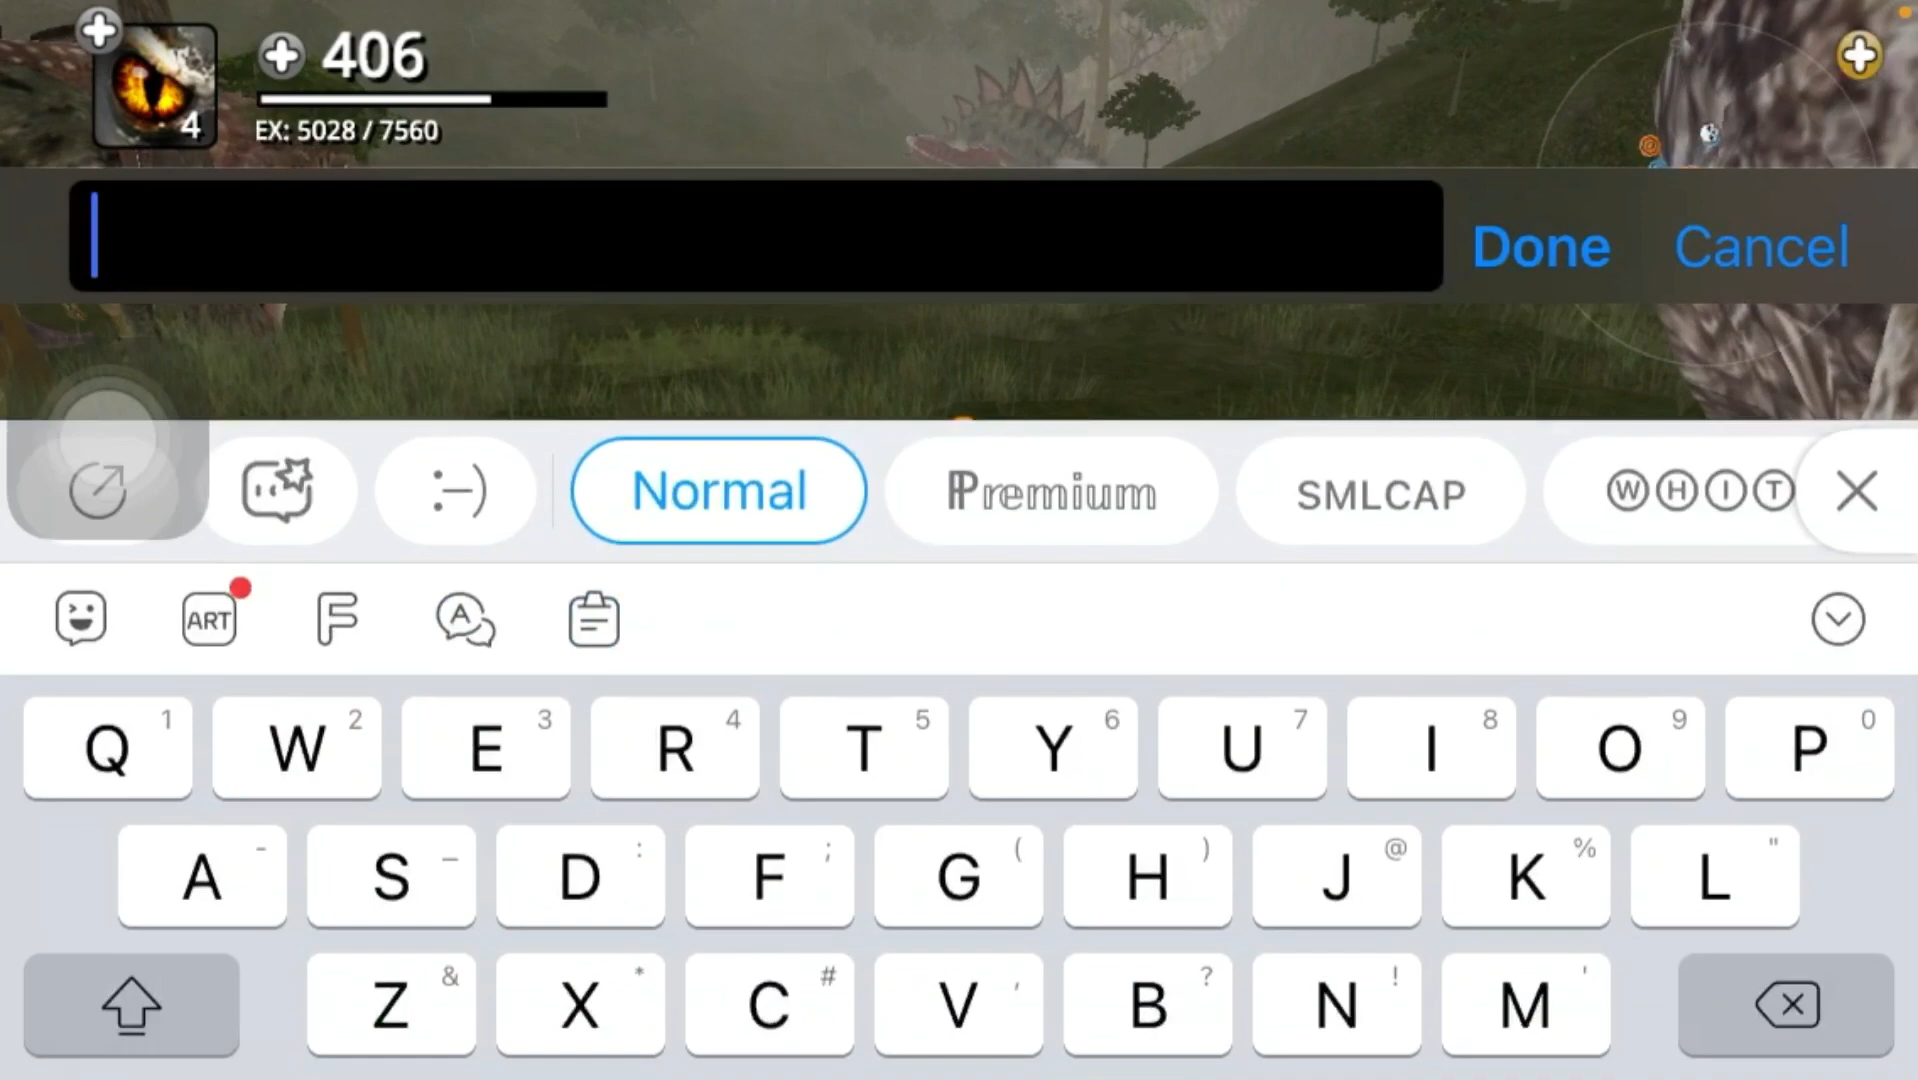 406
4
EX: 5028 / 7560
Done Cancel
:-) Normal ℙremium SMLCAP ⓌⒽⒾⓉ
ART F A
Q 1 W 2 E 3 R 4 T 5 Y 6 U 7 I 8 O 9 P 0
A - S _ D : F ; G ( H ) J @ K % L "
Z & X * C # V , B ? N ! M '